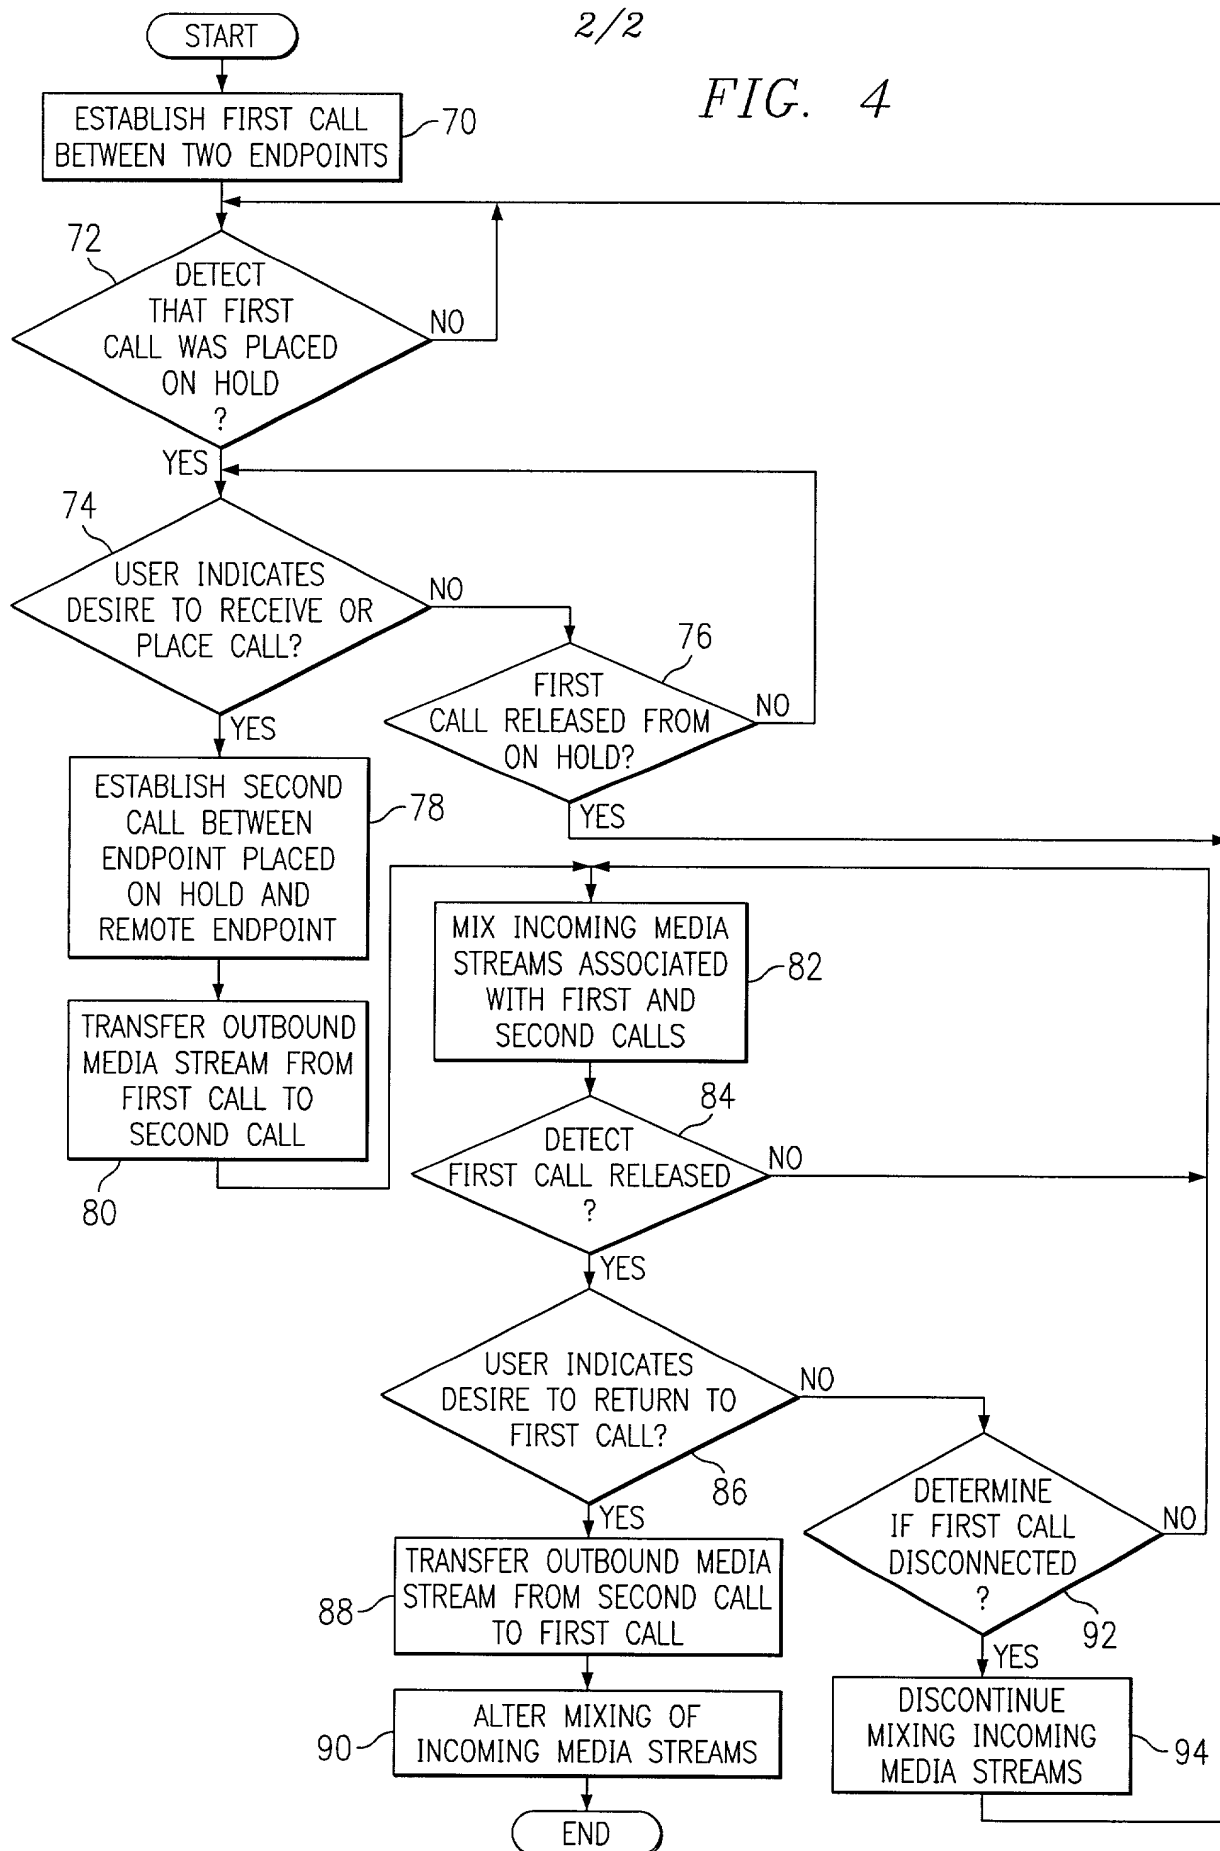 2/2
FIG. 4
START
ESTABLISH FIRST CALL
BETWEEN TWO ENDPOINTS
70
72
DETECT
THAT FIRST
CALL WAS PLACED
ON HOLD
?
NO
YES
74
USER INDICATES
DESIRE TO RECEIVE OR
PLACE CALL?
NO
YES
76
FIRST
CALL RELEASED FROM
ON HOLD?
NO
YES
ESTABLISH SECOND
CALL BETWEEN
ENDPOINT PLACED
ON HOLD AND
REMOTE ENDPOINT
78
TRANSFER OUTBOUND
MEDIA STREAM FROM
FIRST CALL TO
SECOND CALL
80
MIX INCOMING MEDIA
STREAMS ASSOCIATED
WITH FIRST AND
SECOND CALLS
82
84
DETECT
FIRST CALL RELEASED
?
NO
YES
USER INDICATES
DESIRE TO RETURN TO
FIRST CALL?
86
NO
YES
TRANSFER OUTBOUND MEDIA
STREAM FROM SECOND CALL
TO FIRST CALL
88
ALTER MIXING OF
INCOMING MEDIA STREAMS
90
END
DETERMINE
IF FIRST CALL
DISCONNECTED
?
NO
92
YES
DISCONTINUE
MIXING INCOMING
MEDIA STREAMS
94